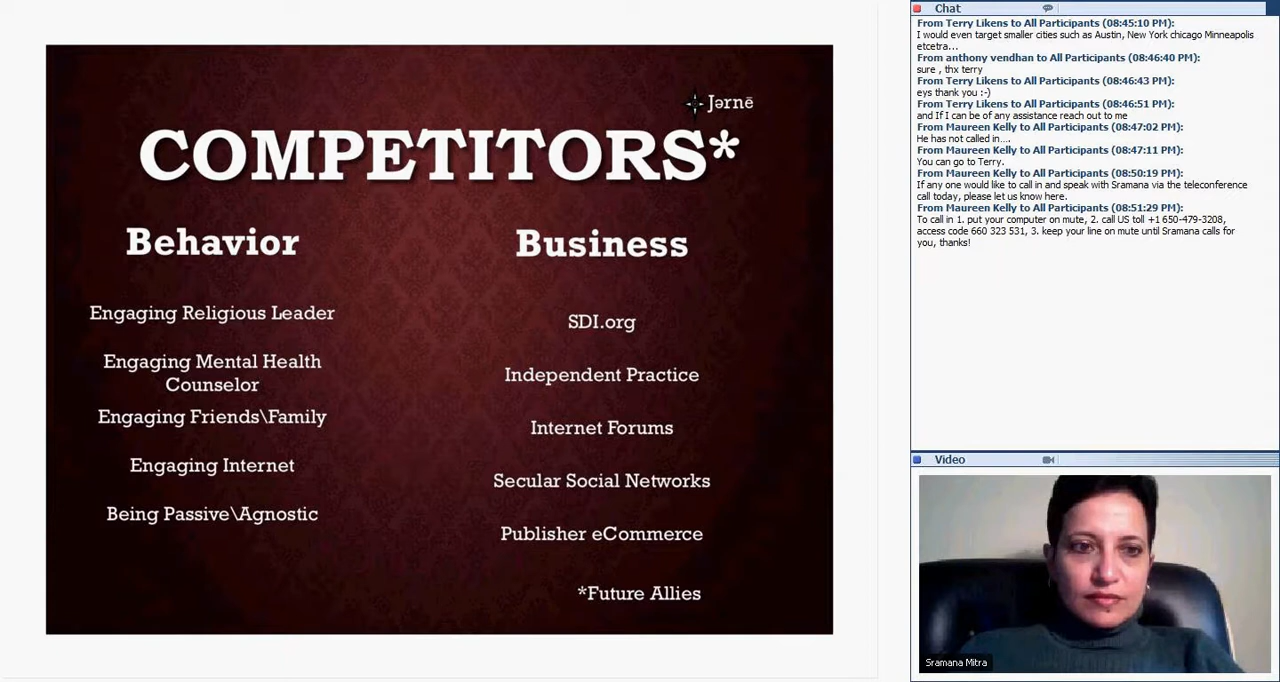 Jərnē
COMPETITORS*
Behavior
Engaging Religious Leader
Engaging Mental Health
Counselor
Engaging Friends\Family
Engaging Internet
Being Passive\Agnostic
Business
SDI.org
Independent Practice
Internet Forums
Secular Social Networks
Publisher eCommerce
*Future Allies
Chat
From Terry Likens to All Participants (08:45:10 PM):
I would even target smaller cities such as Austin, New York chicago Minneapolis
etcetra...
From anthony vendhan to All Participants (08:46:40 PM):
sure , thx terry
From Terry Likens to All Participants (08:46:43 PM):
eys thank you :-)
From Terry Likens to All Participants (08:46:51 PM):
and If I can be of any assistance reach out to me
From Maureen Kelly to All Participants (08:47:02 PM):
He has not called in....
From Maureen Kelly to All Participants (08:47:11 PM):
You can go to Terry.
From Maureen Kelly to All Participants (08:50:19 PM):
If any one would like to call in and speak with Sramana via the teleconference
call today, please let us know here.
From Maureen Kelly to All Participants (08:51:29 PM):
To call in 1. put your computer on mute, 2. call US toll +1 650-479-3208,
access code 660 323 531, 3. keep your line on mute until Sramana calls for
you, thanks!
Video
Sramana Mitra